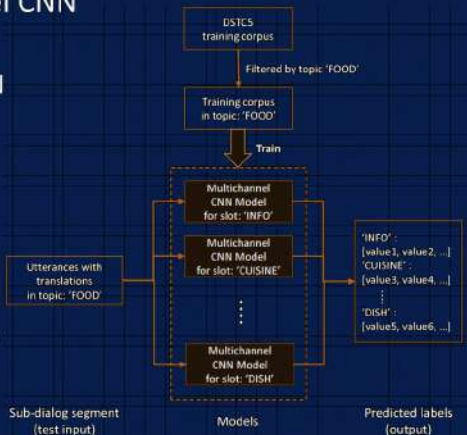 CNN
DSTC5
training corpus
Filtered by topic 'FOOD'
Training corpus
in topic: 'FOOD'
Train
Multichannel
CNN Model
for slot: 'INFO'
Multichannel
CNN Model
for slot: 'CUISINE'
Multichannel
CNN Model
for slot: 'DISH'
Utterances with
translations
in topic: 'FOOD'
'INFO' :
[value1, value2, ...]
'CUISINE' :
[value3, value4, ...]
'DISH' :
[value5, value6, ...]
Sub-dialog segment
(test input)
Models
Predicted labels
(output)